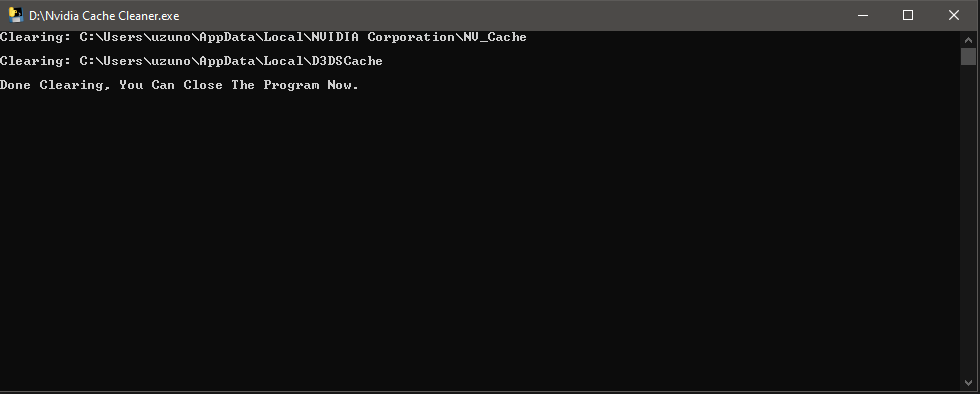 D:\Nvidia Cache Cleaner.exe
Clearing: C:\Users\uzuno\AppData\Local\NVIDIA Corporation\NV_Cache
Clearing: C:\Users\uzuno\AppData\Local\D3DSCache
Done Clearing, You Can Close The Program Now.